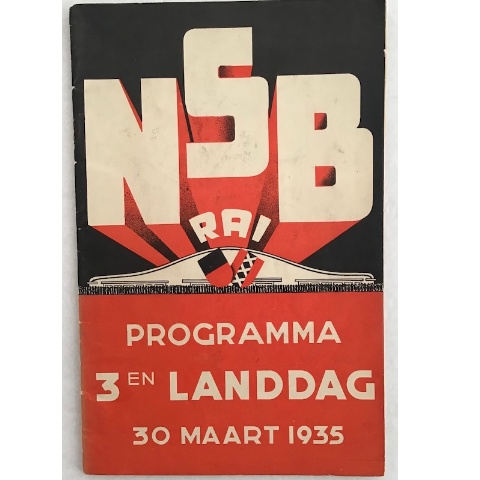 NSB
RAI
PROGRAMMA
3EN LANDDAG
30 MAART 1935